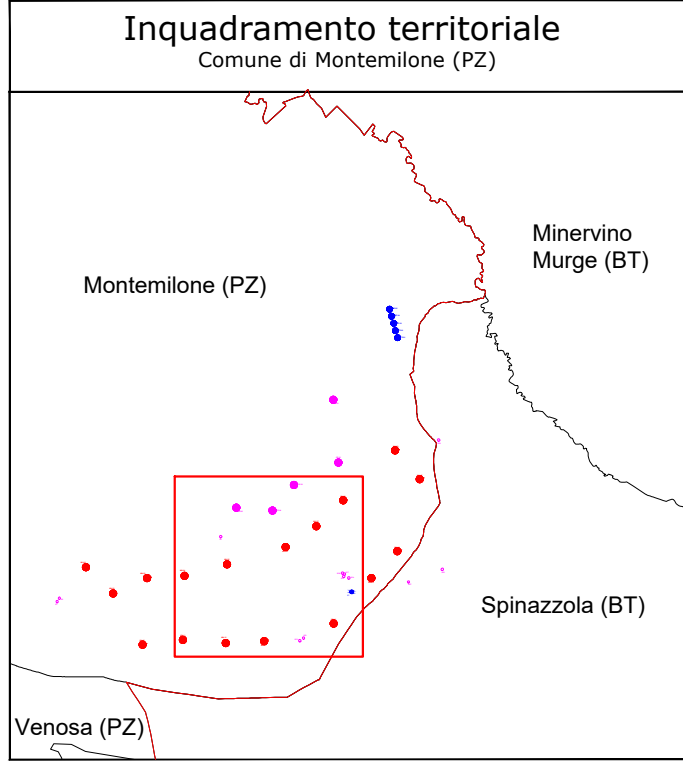 Inquadramento territoriale
Comune di Montemilone (PZ)
Minervino
Murge (BT)
Montemilone (PZ)
Spinazzola (BT)
Venosa (PZ)